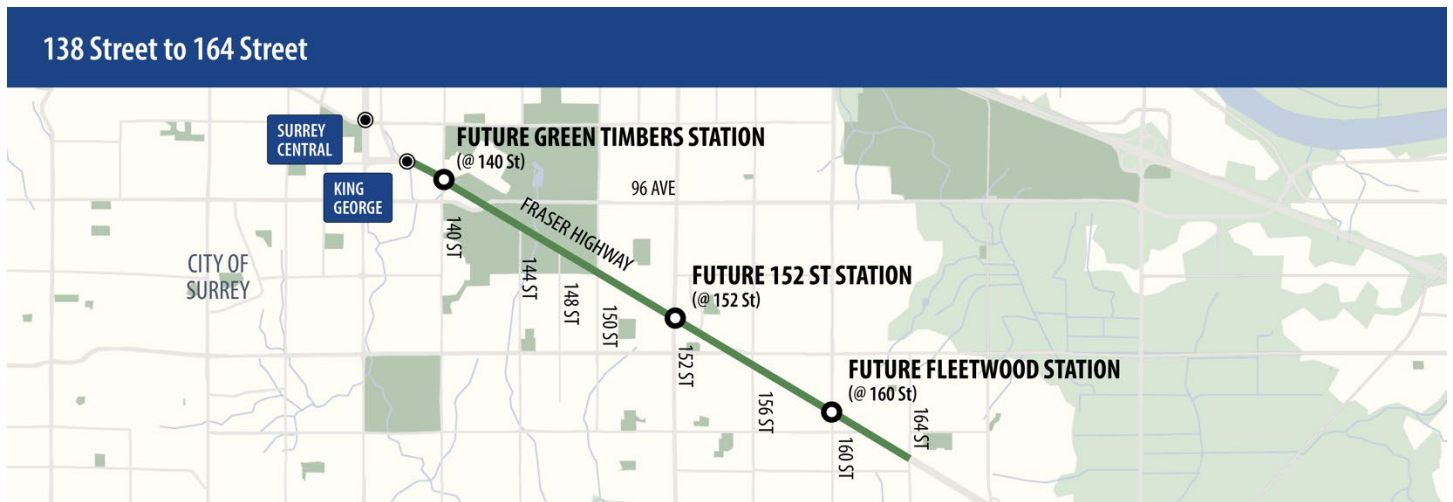 138 Street to 164 Street
SURREY
CENTRAL
FUTURE GREEN TIMBERS STATION
(@ 140 St)
KING
GEORGE
96 AVE
FRASER HIGHWAY
140 ST
CITY OF
SURREY
144 ST
148 ST
150 ST
FUTURE 152 ST STATION
(@ 152 St)
152 ST
FUTURE FLEETWOOD STATION
(@ 160 St)
156 ST
160 ST
164 ST